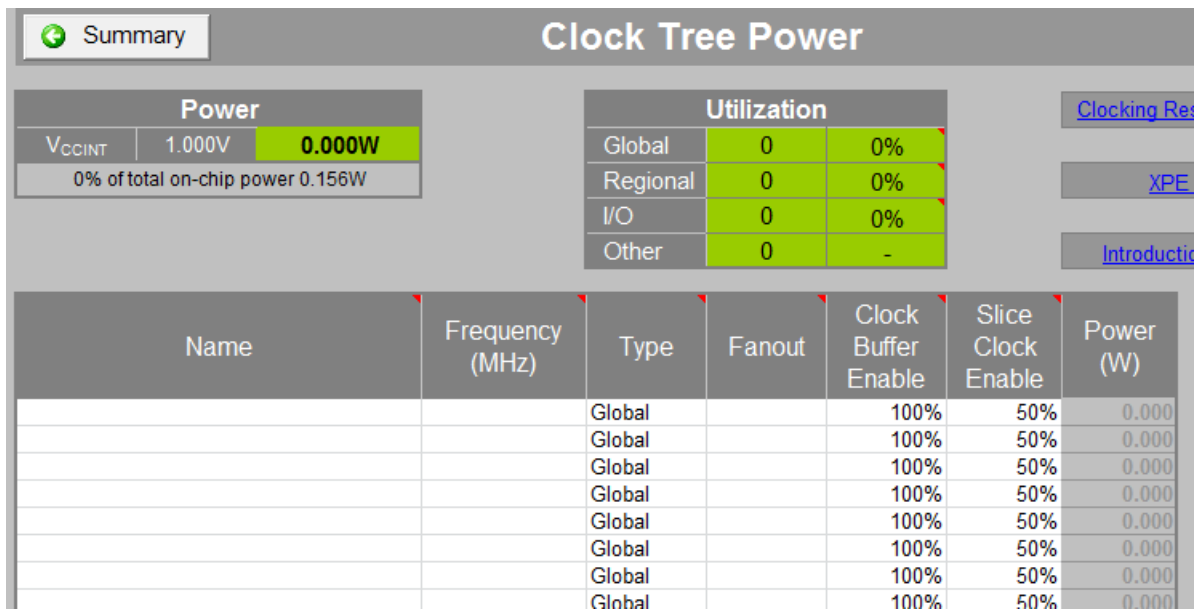 Summary
Clock Tree Power
Power
VCCINT 1.000V 0.000W
0% of total on-chip power 0.156W
Utilization
Global 0 0%
Regional 0 0%
I/O 0 0%
Other 0 -
Clocking Res
XPE
Introductio
Name
Frequency
(MHz)
Type
Fanout
Clock
Buffer
Enable
Slice
Clock
Enable
Power
(W)
Global 100% 50% 0.000
Global 100% 50% 0.000
Global 100% 50% 0.000
Global 100% 50% 0.000
Global 100% 50% 0.000
Global 100% 50% 0.000
Global 100% 50% 0.000
Global 100% 50% 0.000